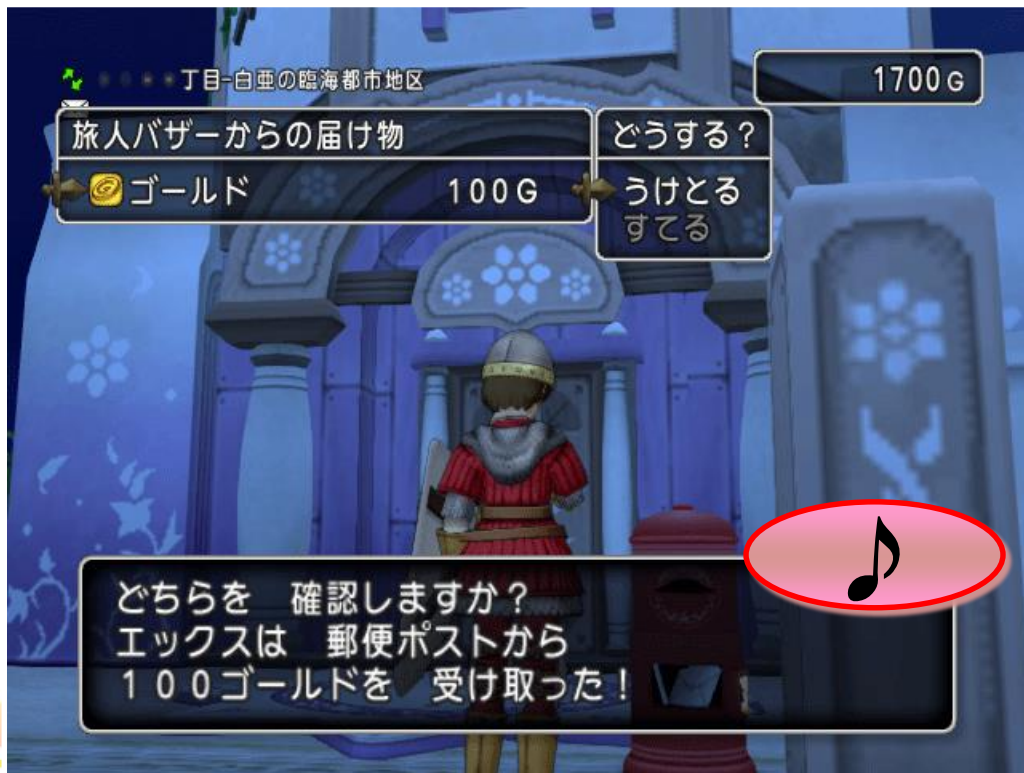 丁目-白亜の臨海都市地区
1700G
旅人バザーからの届け物
ゴールド 100G
どうする？
うけとる
すてる
どちらを 確認しますか？
エックスは 郵便ポストから
１００ゴールドを 受け取った！